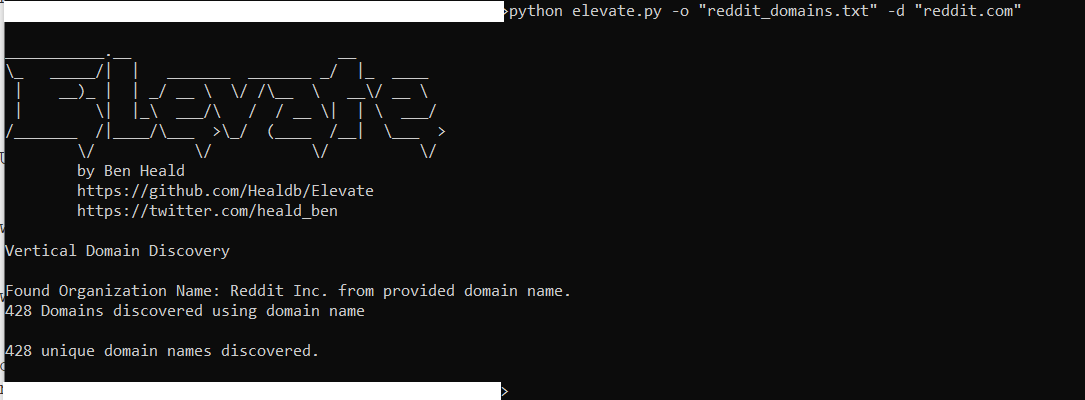 >python elevate.py -o "reddit_domains.txt" -d "reddit.com"
Elevate
by Ben Heald
https://github.com/Healdb/Elevate
https://twitter.com/heald_ben
Vertical Domain Discovery
Found Organization Name: Reddit Inc. from provided domain name.
428 Domains discovered using domain name
428 unique domain names discovered.
>